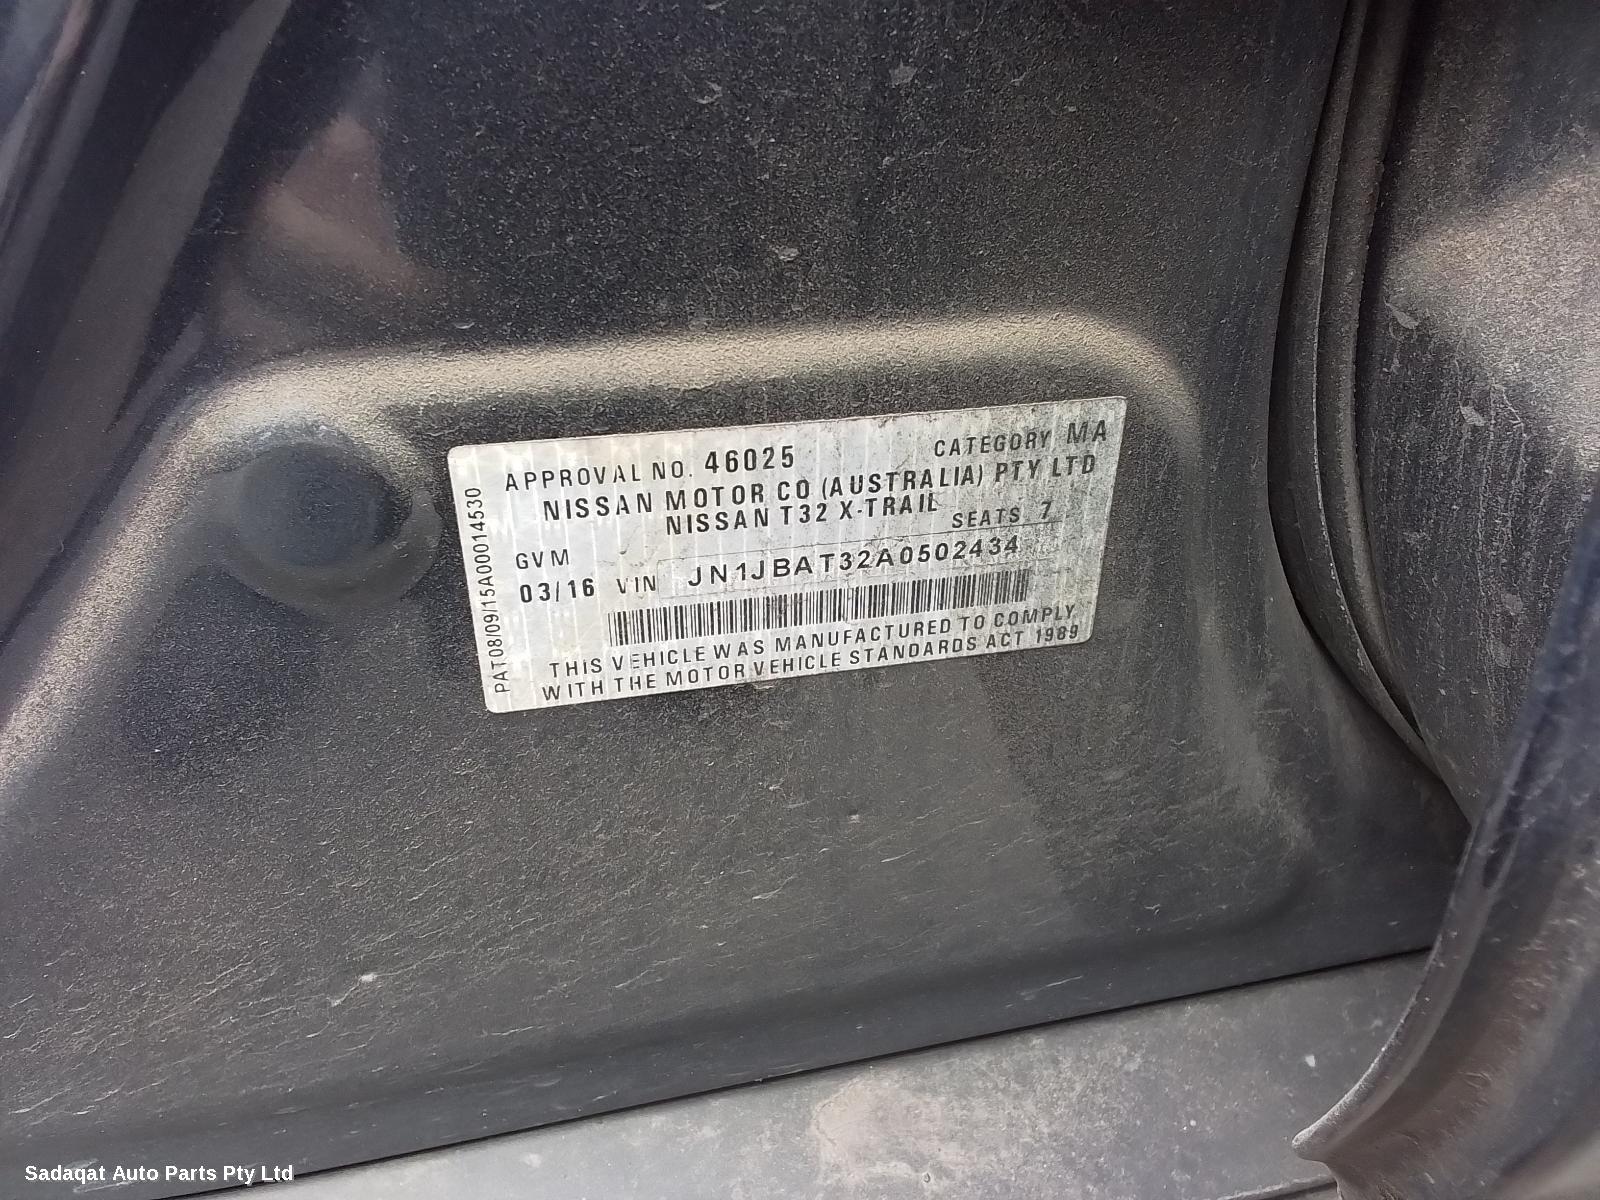 APPROVAL NO. 46025 CATEGORY MA
NISSAN MOTOR CO (AUSTRALIA) PTY LTD
NISSAN T32 X-TRAIL
SEATS 7
GVM
03/16 VIN JN1JBAT32A0502434
THIS VEHICLE WAS MANUFACTURED TO COMPLY
WITH THE MOTOR VEHICLE STANDARDS ACT 1989
PAT08/09/15A00014530
Sadaqat Auto Parts Pty Ltd